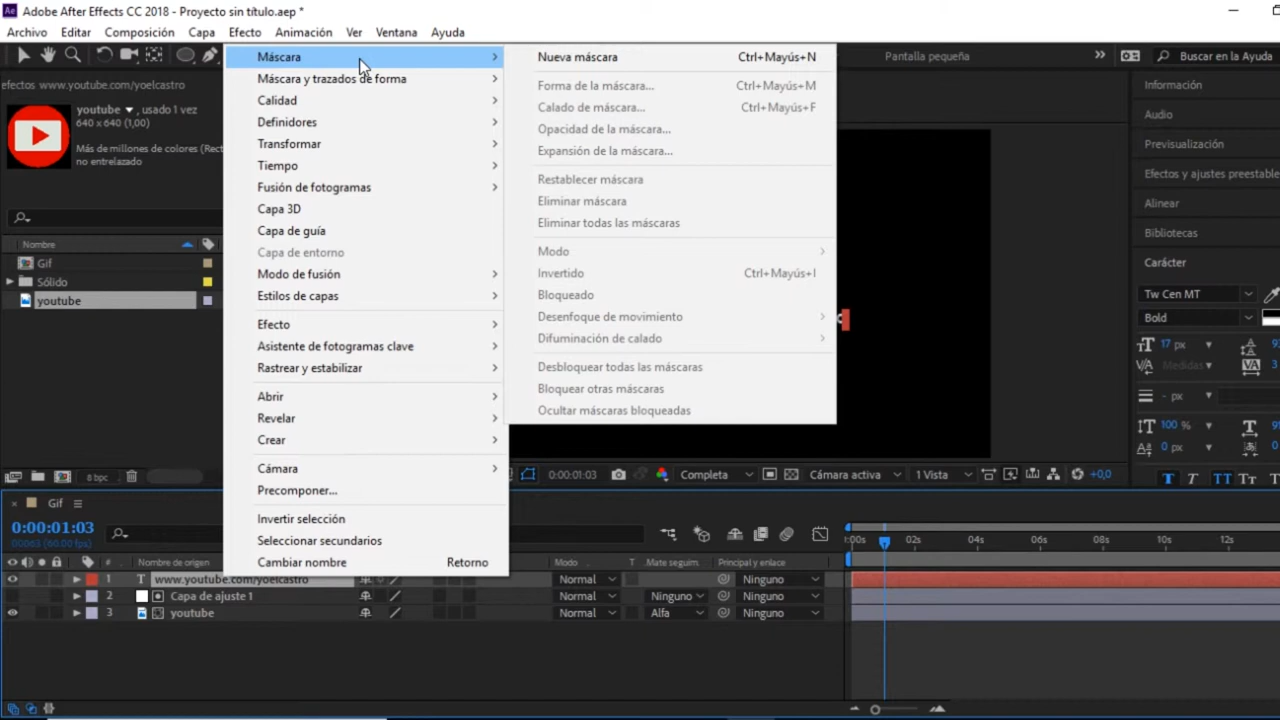 Adobe After Effects CC 2018 - Proyecto sin título.aep *
Archivo Editar Composición Capa Efecto Animación Ver Ventana Ayuda
Pantalla pequeña
Buscar en la Ayuda
efectos www.youtube.com/yoelcastro
youtube , usado 1 vez
640 x 640 (1,00)
Más de millones de colores (Rect
no entrelazado
Nombre
Gif
Sólido
youtube
8 bpc
Máscara
Máscara y trazados de forma
Calidad
Definidores
Transformar
Tiempo
Fusión de fotogramas
Capa 3D
Capa de guía
Capa de entorno
Modo de fusión
Estilos de capas
Efecto
Asistente de fotogramas clave
Rastrear y estabilizar
Abrir
Revelar
Crear
Cámara
Precomponer...
Invertir selección
Seleccionar secundarios
Cambiar nombre Retorno
Nueva máscara Ctrl+Mayús+N
Forma de la máscara... Ctrl+Mayús+M
Calado de máscara... Ctrl+Mayús+F
Opacidad de la máscara...
Expansión de la máscara...
Restablecer máscara
Eliminar máscara
Eliminar todas las máscaras
Modo
Invertido Ctrl+Mayús+I
Bloqueado
Desenfoque de movimiento
Difuminación de calado
Desbloquear todas las máscaras
Bloquear otras máscaras
Ocultar máscaras bloqueadas
Información
Audio
Previsualización
Efectos y ajustes preestable
Alinear
Bibliotecas
Carácter
Tw Cen MT
Bold
17 px
Medidas
- px
100 %
0 px
0:00:01:03 Completa Cámara activa 1 Vista +0,0
Gif
0:00:01:03
00063 (60.00 fps)
:00s 02s 04s 06s 08s 10s 12s
# Nombre de origen Modo T Mate seguim. Principal y enlace
1 T www.youtube.com/yoelcastro Normal Ninguno
2 Capa de ajuste 1 Normal Ninguno Ninguno
3 youtube Normal Alfa Ninguno